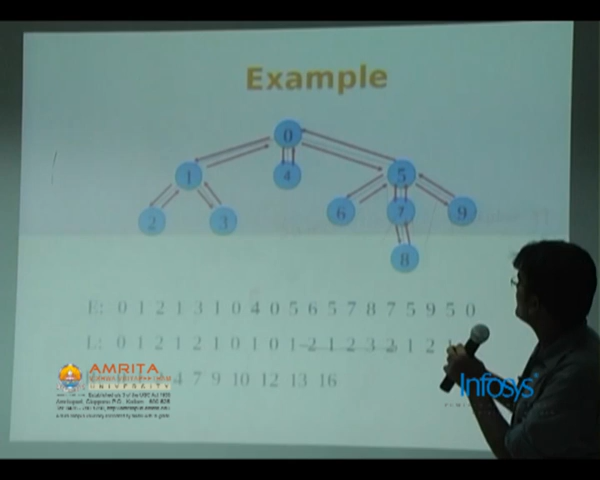 Example
0
1
4
5
2
3
6
7
9
8
E: 0 1 2 1 3 1 0 4 0 5 6 5 7 8 7 5 9 5 0
L: 0 1 2 1 2 1 0 1 0 1 2 1 2 3 2 1 2
4 7 9 10 12 13 16
AMRITA
UNIVERSITY
Infosys